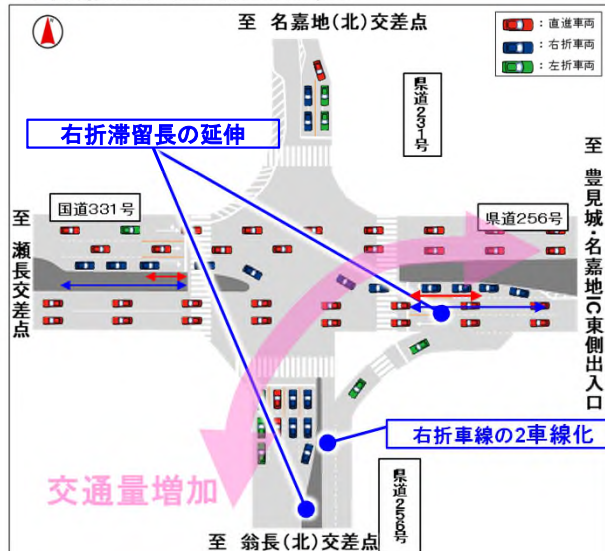 至 名嘉地(北)交差点
：直進車両
：右折車両
：左折車両
県道231号
右折滞留長の延伸
国道331号
県道256号
至 瀬長交差点
至 豊見城・名嘉地IC東側出入口
右折車線の2車線化
交通量増加
県道256号
至 翁長(北)交差点